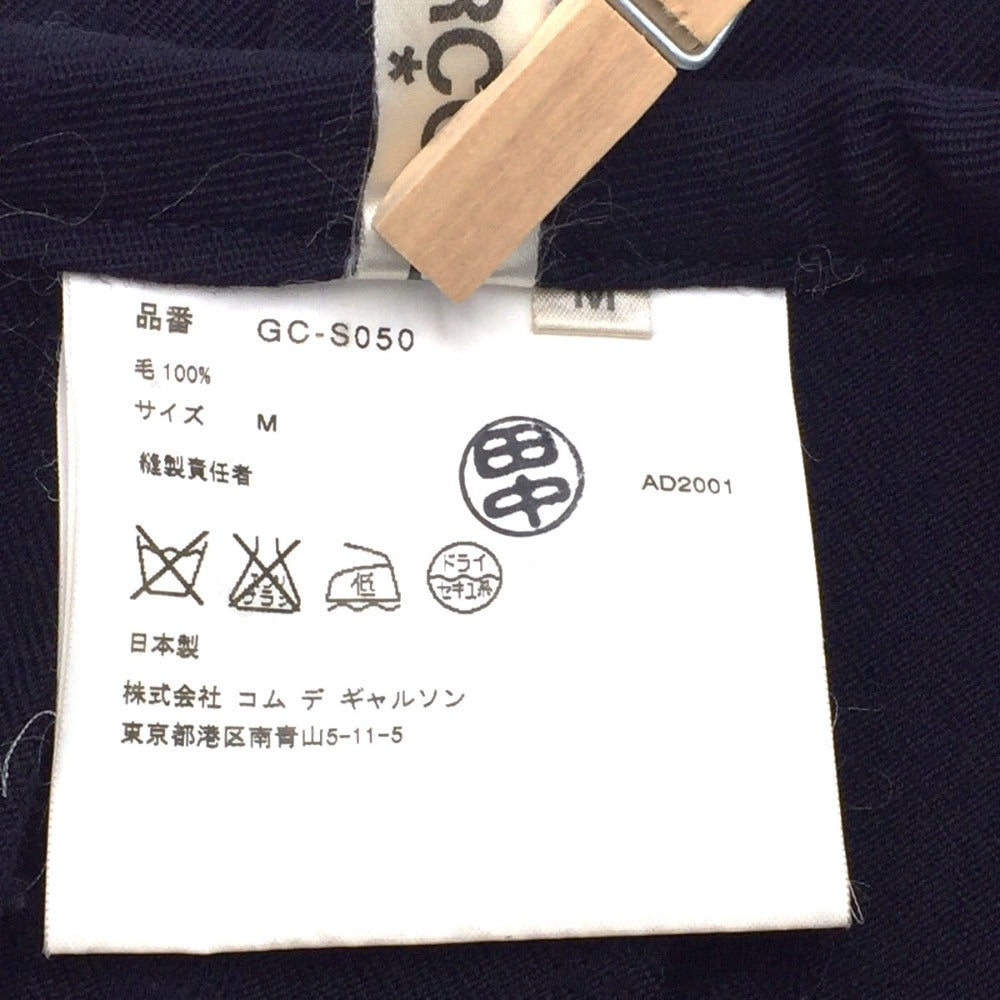 RC
M
品番 GC-S050
毛 100%
サイズ M
縫製責任者
田中
AD2001
低
ドライ
セキユ系
日本製
株式会社 コム デ ギャルソン
東京都港区南青山5-11-5